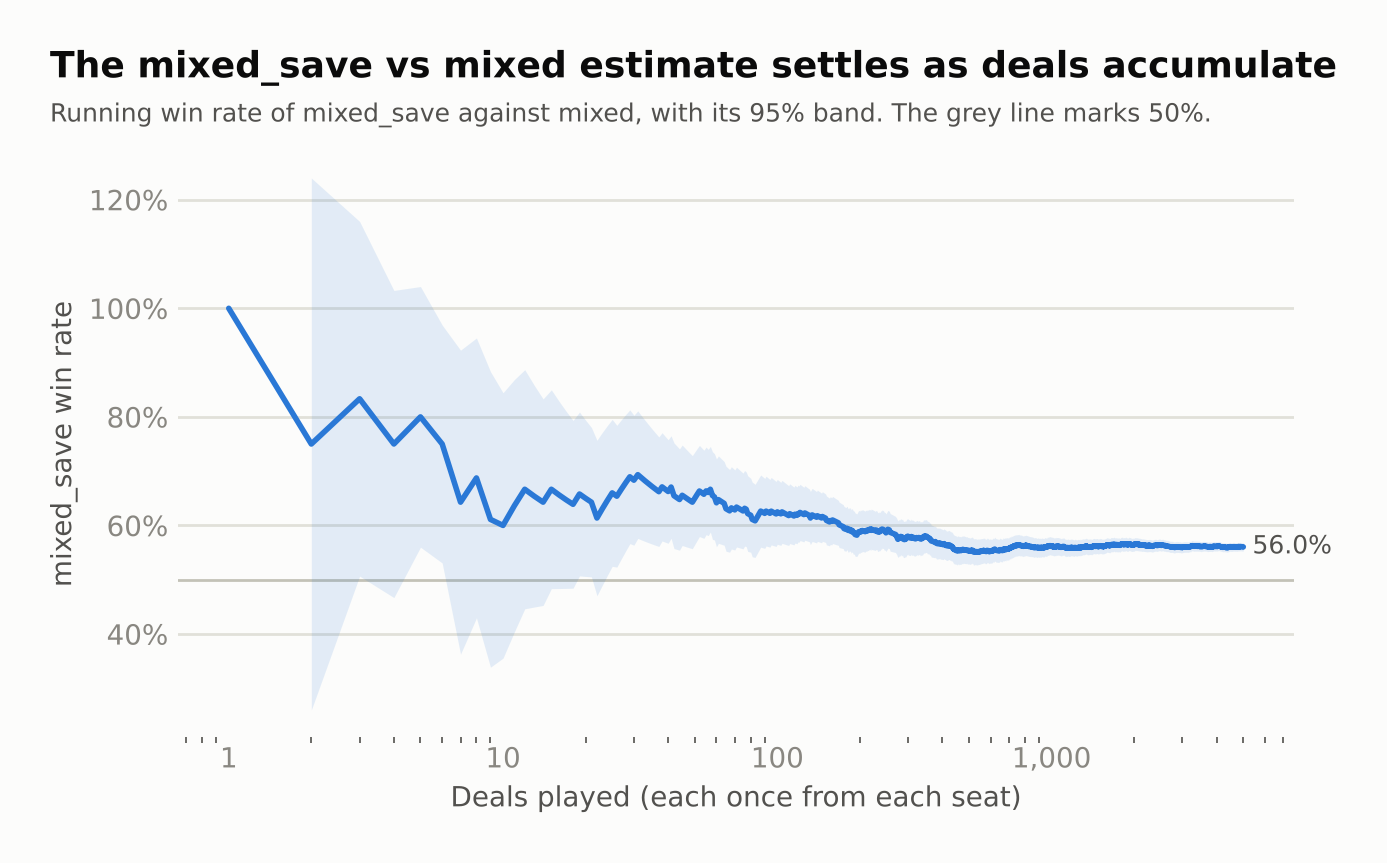 The mixed_save vs mixed estimate settles as deals accumulate
Running win rate of mixed_save against mixed, with its 95% band. The grey line marks 50%.
120%
100%
80%
60%
40%
mixed_save win rate
56.0%
1
10
100
1,000
Deals played (each once from each seat)